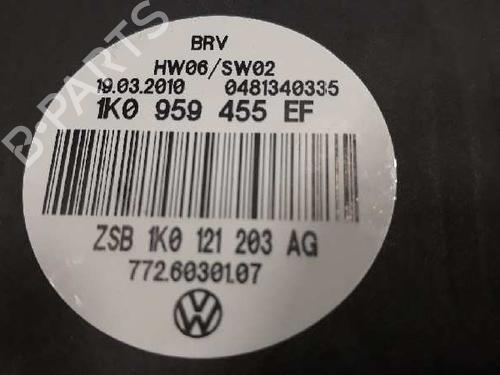 BRV
HW06/SW02
19.03.2010 0481340335
1K0 959 455 EF
ZSB 1K0 121 203 AG
772.60301.07